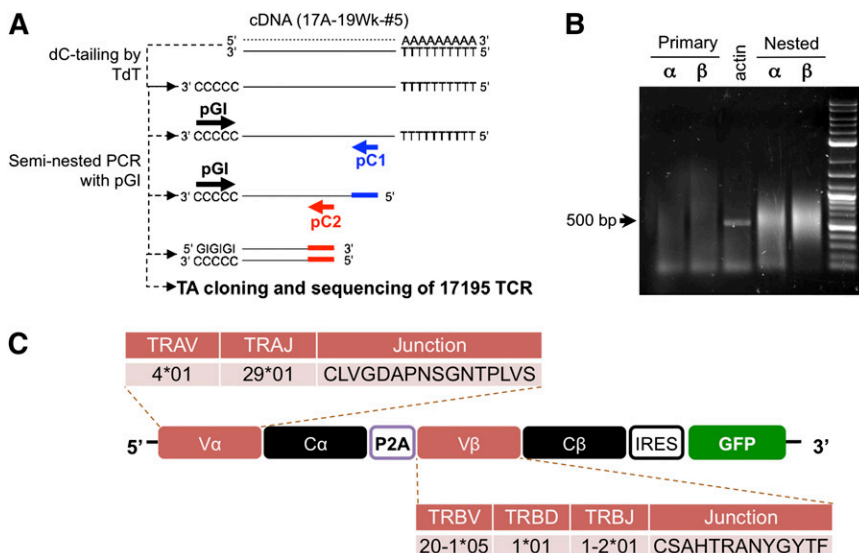 A
cDNA (17A-19Wk-#5)
5' AAAAAAAAA 3'
3' TTTTTTTTT 5'
dC-tailing by
TdT
3' CCCCC TTTTTTTTTT 5'
pGI
3' CCCCC TTTTTTTTTT 5'
pC1
Semi-nested PCR
with pGI
pGI
3' CCCCC 5'
pC2
5' GIGIGI 3'
3' CCCCC 5'
TA cloning and sequencing of 17195 TCR
B
Primary actin Nested
α β α β
500 bp
C
TRAV TRAJ Junction
4*01 29*01 CLVGDAPNSGNTPLVS
5' Vα Cα P2A Vβ Cβ IRES GFP 3'
TRBV TRBD TRBJ Junction
20-1*05 1*01 1-2*01 CSAHTRANYGYTF